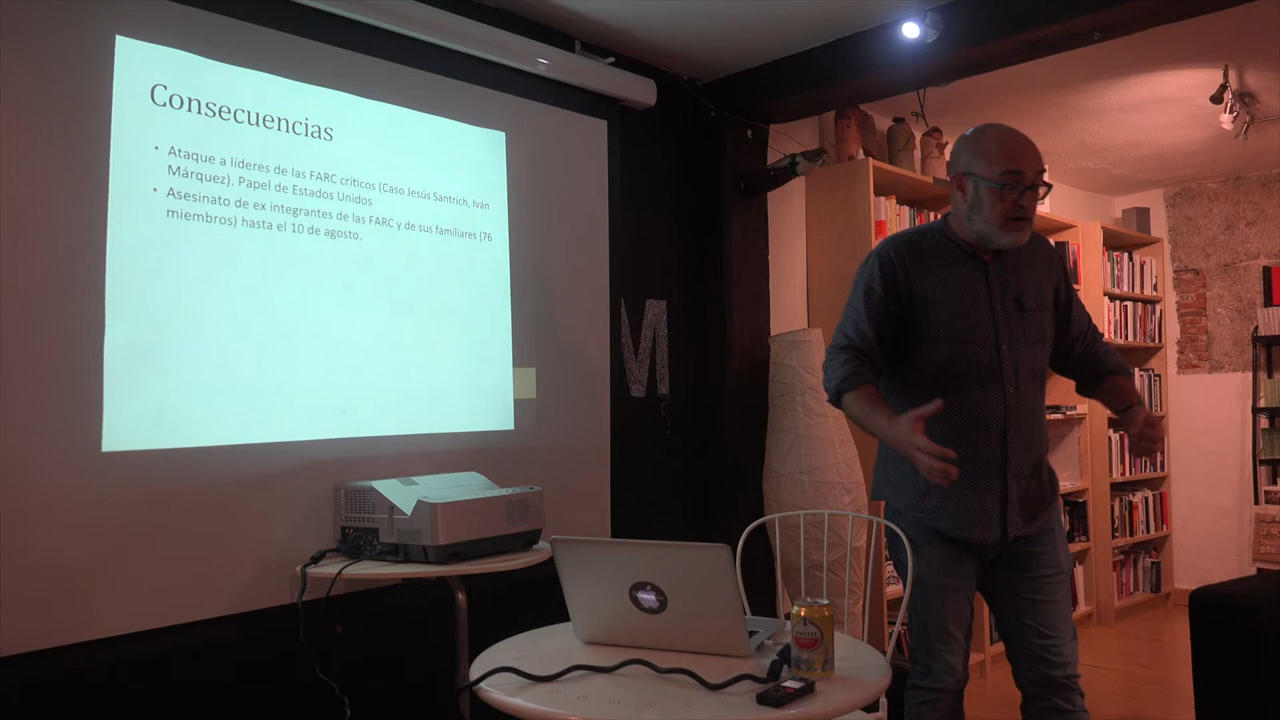 Consecuencias
• Ataque a líderes de las FARC críticos (Caso Jesús Santrich, Iván
Márquez). Papel de Estados Unidos
• Asesinato de ex integrantes de las FARC y de sus familiares (76
miembros) hasta el 10 de agosto.
M
AMSTEL